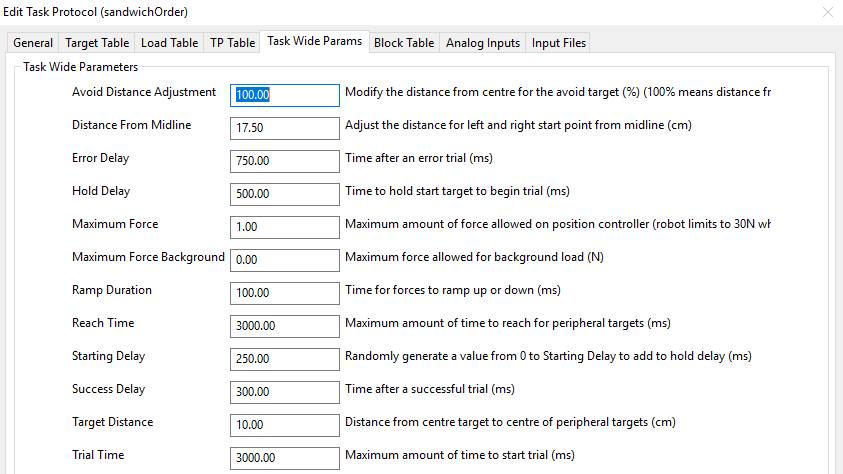 Edit Task Protocol (sandwichOrder)
General Target Table Load Table TP Table Task Wide Params Block Table Analog Inputs Input Files
Task Wide Parameters
Avoid Distance Adjustment 100.00 Modify the distance from centre for the avoid target (%) (100% means distance fr
Distance From Midline 17.50 Adjust the distance for left and right start point from midline (cm)
Error Delay 750.00 Time after an error trial (ms)
Hold Delay 500.00 Time to hold start target to begin trial (ms)
Maximum Force 1.00 Maximum amount of force allowed on position controller (robot limits to 30N wh
Maximum Force Background 0.00 Maximum force allowed for background load (N)
Ramp Duration 100.00 Time for forces to ramp up or down (ms)
Reach Time 3000.00 Maximum amount of time to reach for peripheral targets (ms)
Starting Delay 250.00 Randomly generate a value from 0 to Starting Delay to add to hold delay (ms)
Success Delay 300.00 Time after a successful trial (ms)
Target Distance 10.00 Distance from centre target to centre of peripheral targets (cm)
Trial Time 3000.00 Maximum amount of time to start trial (ms)